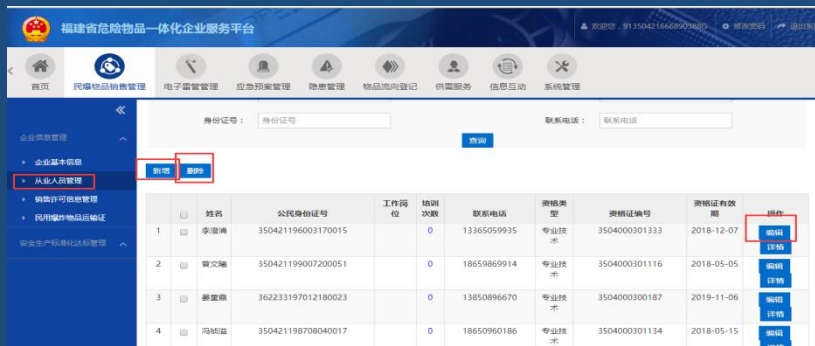 福建省危险物品一体化企业服务平台
欢迎您,
修改密码
首页
民爆物品销售管理
电子雷管管理
应急预案管理
隐患管理
物品流向登记
供需服务
信息互动
系统管理
企业信息管理
企业基本信息
从业人员管理
销售许可信息管理
民用爆炸物品运输证
安全生产标准化达标管理
身份证号: 身份证号 联系电话: 联系电话
查询
新增 删除
姓名 公民身份证号 工作岗位 培训次数 联系电话 资格类型 资格证编号 资格证有效期 操作
1 350421196003170015 0 13365059935 专业技术 3504000301333 2018-12-07 编辑 详情
2 曾文隆 350421199007200051 0 18659869914 专业技术 3504000301116 2018-05-05 编辑 详情
3 362233197012180023 0 13850896670 专业技术 3504000300187 2019-11-06 编辑 详情
4 350421198708040017 0 18650960186 专业技术 3504000301134 2018-05-15 编辑